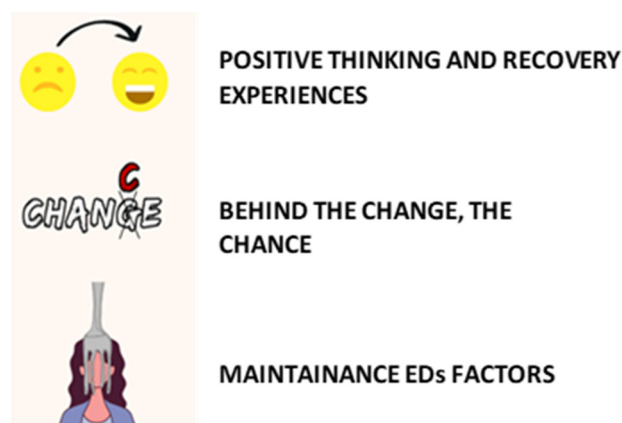 POSITIVE THINKING AND RECOVERY
EXPERIENCES
C
CHANGE
BEHIND THE CHANGE, THE
CHANCE
MAINTAINANCE EDs FACTORS